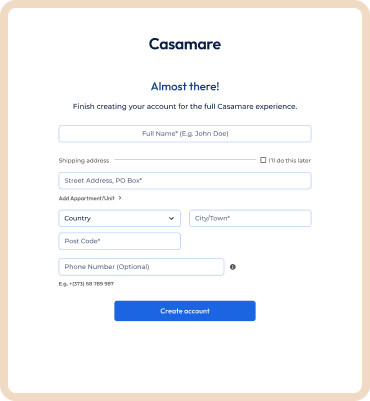 Casamare
Almost there!
Finish creating your account for the full Casamare experience.
Full Name* (E.g. John Doe)
Shipping address
I'll do this later
Street Address, PO Box*
Add Appartment/Unit >
Country
City/Town*
Post Code*
Phone Number (Optional)
E.g. +(373) 68 789 987
Create account